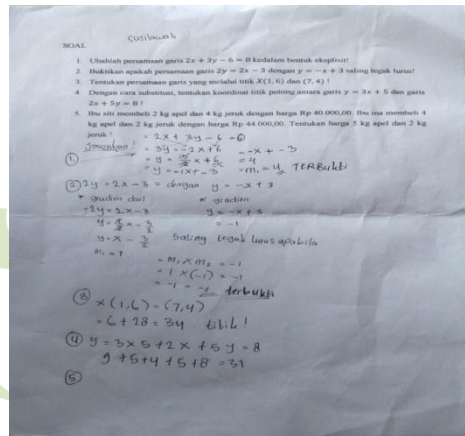 susilawati
SOAL
1. Ubahlah persamaan garis 2x + 3y − 6 = 0 kedalam bentuk eksplisit!
2. Buktikan apakah persamaan garis 2y = 2x − 3 dengan y = −x + 3 saling tegak lurus!
3. Tentukan persamaan garis yang melalui titik X(1, 6) dan (7, 4) !
4. Dengan cara substitusi, tentukan koordinat titik potong antara garis y = 3x + 5 dan garis
2x + 5y = 8 !
5. Ibu siti membeli 2 kg apel dan 4 kg jeruk dengan harga Rp 40.000,00. Ibu ina membeli 4
kg apel dan 2 kg jeruk dengan harga Rp 44.000,00. Tentukan harga 5 kg apel dan 2 kg
jeruk !
= 2x + 3y − 6 = 0
Jawaban !
= 3y = −2x + 6 = −x + −3
① = y = x + 6 = 4
= y = −1x + −3 = m1 = 4 TERBUKTI
② 2y = 2x − 3 = dengan y = −x + 3
* gradien dari * gradien
−2y = 2x − 3 y = −x + 3
y = 2/2 x − 3/2 = −1
y = x − 3/2 saling tegak lurus apabila
m1 = 1 = m1 × m2 = −1
= 1 × (−1) = −1
= −1 = −1 terbukti
③ x (1,6) = (7,4)
= 6 + 28 = 34 titik !
④ y = 3 x 5 + 2 x + 5 y = 8
9 + 5 + 4 + 5 + 8 = 31
⑤